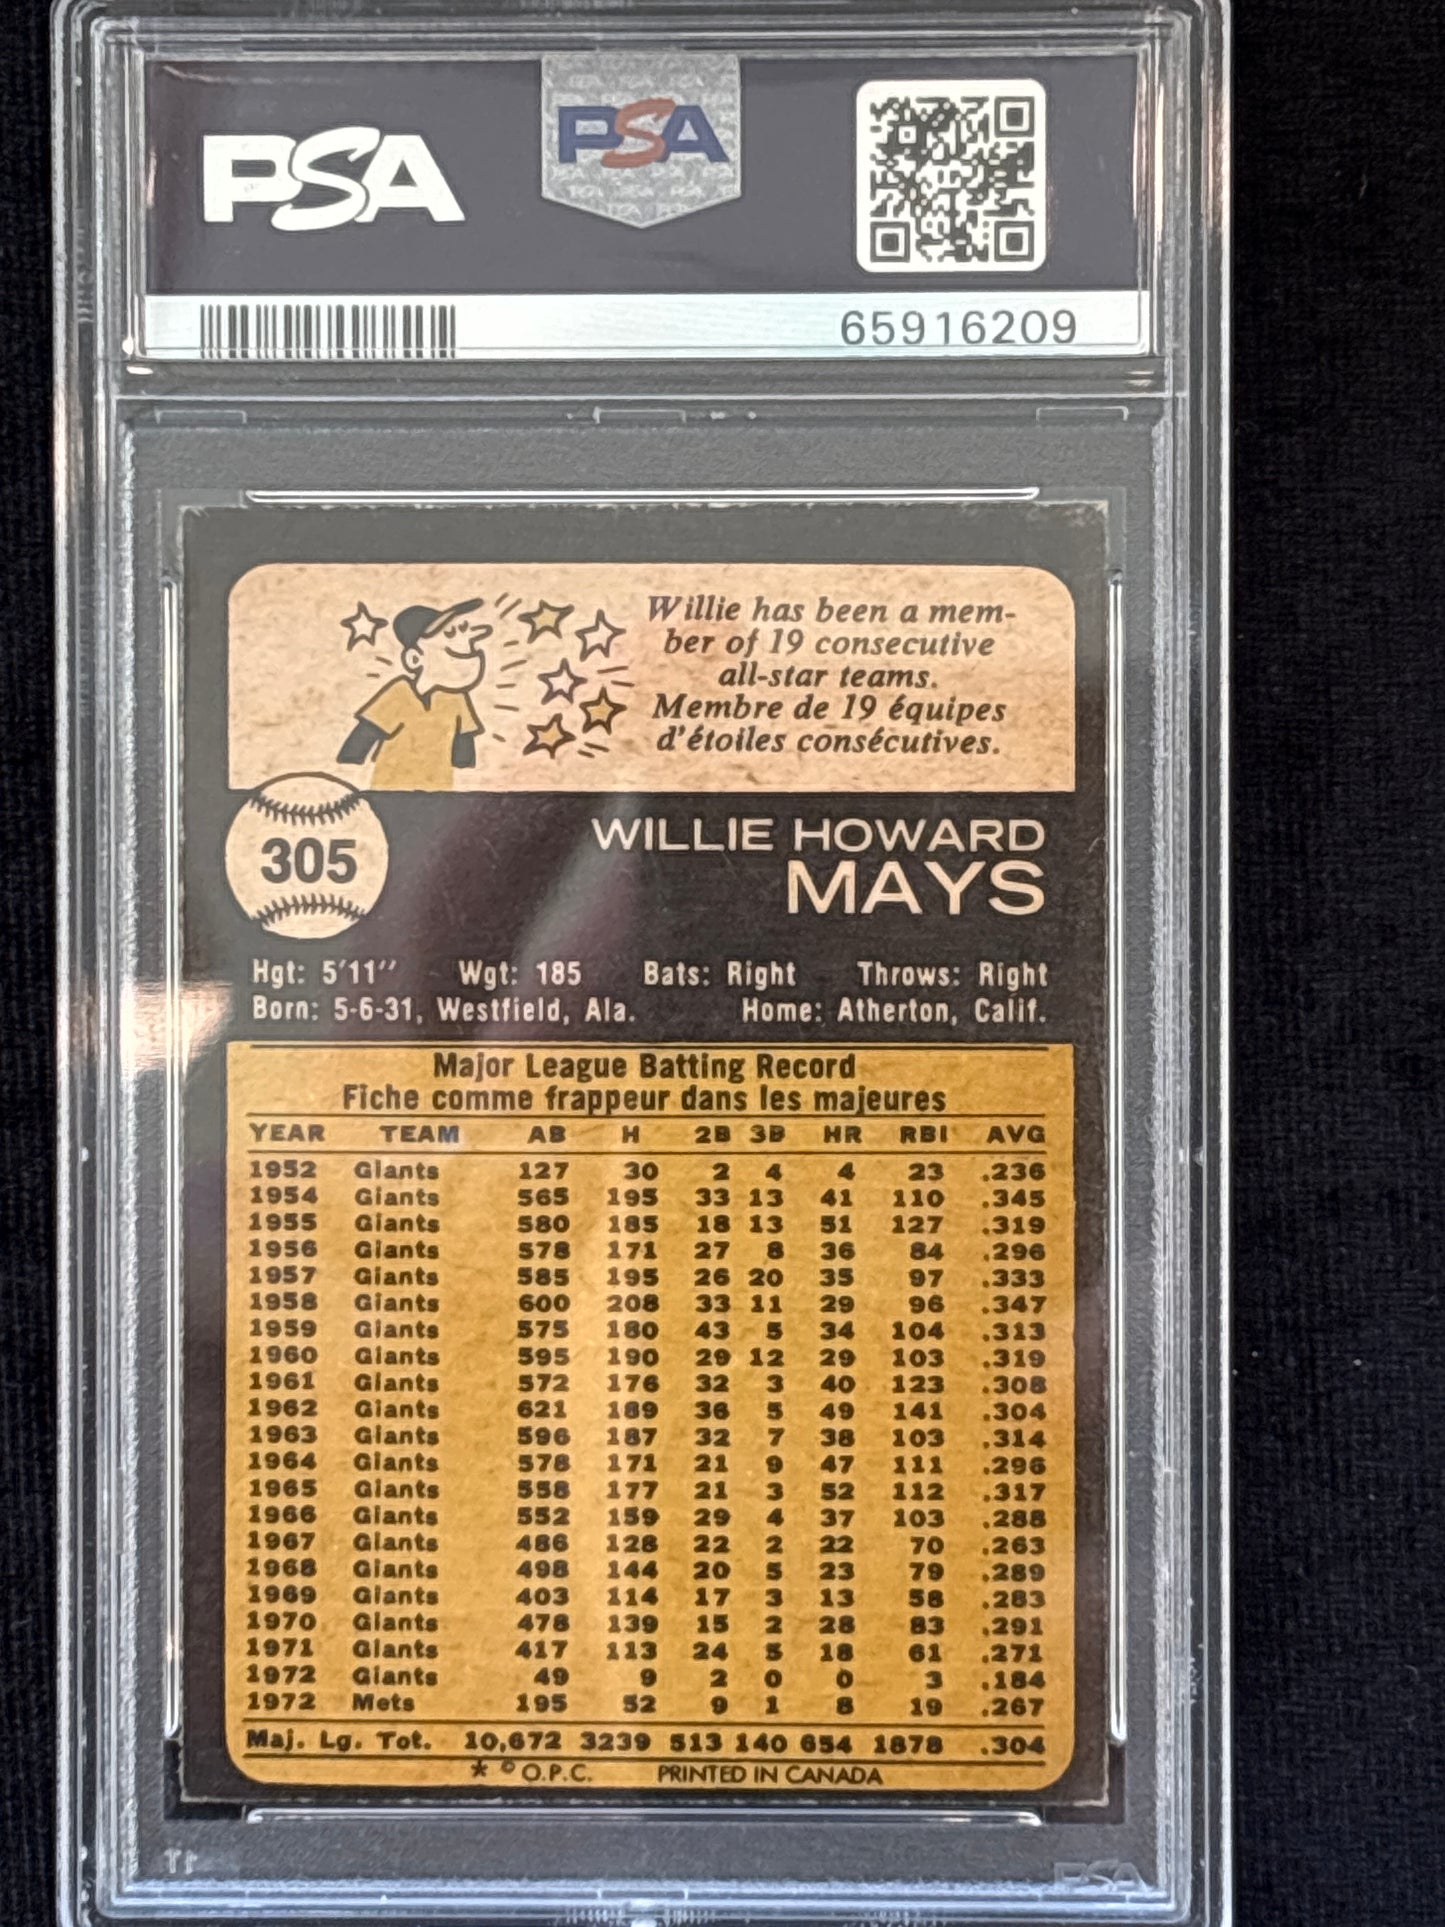 PSA
PSA
65916209
Willie has been a mem-
ber of 19 consecutive
all-star teams.
Membre de 19 équipes
d'étoiles consécutives.
305
WILLIE HOWARD
MAYS
Hgt: 5'11" Wgt: 185 Bats: Right Throws: Right
Born: 5-6-31, Westfield, Ala. Home: Atherton, Calif.
Major League Batting Record
Fiche comme frappeur dans les majeures
YEAR TEAM AB H 2B 3B HR RBI AVG
1952 Giants 127 30 2 4 4 23 .236
1954 Giants 565 195 33 13 41 110 .345
1955 Giants 580 185 18 13 51 127 .319
1956 Giants 578 171 27 8 36 84 .296
1957 Giants 585 195 26 20 35 97 .333
1958 Giants 600 208 33 11 29 96 .347
1959 Giants 575 180 43 5 34 104 .313
1960 Giants 595 190 29 12 29 103 .319
1961 Giants 572 176 32 3 40 123 .308
1962 Giants 621 189 36 5 49 141 .304
1963 Giants 596 187 32 7 38 103 .314
1964 Giants 578 171 21 9 47 111 .296
1965 Giants 558 177 21 3 52 112 .317
1966 Giants 552 159 29 4 37 103 .288
1967 Giants 486 128 22 2 22 70 .263
1968 Giants 498 144 20 5 23 79 .289
1969 Giants 403 114 17 3 13 58 .283
1970 Giants 478 139 15 2 28 83 .291
1971 Giants 417 113 24 5 18 61 .271
1972 Giants 49 9 2 0 0 3 .184
1972 Mets 195 52 9 1 8 19 .267
Maj. Lg. Tot. 10,672 3239 513 140 654 1878 .304
* © O.P.C. PRINTED IN CANADA
PSA